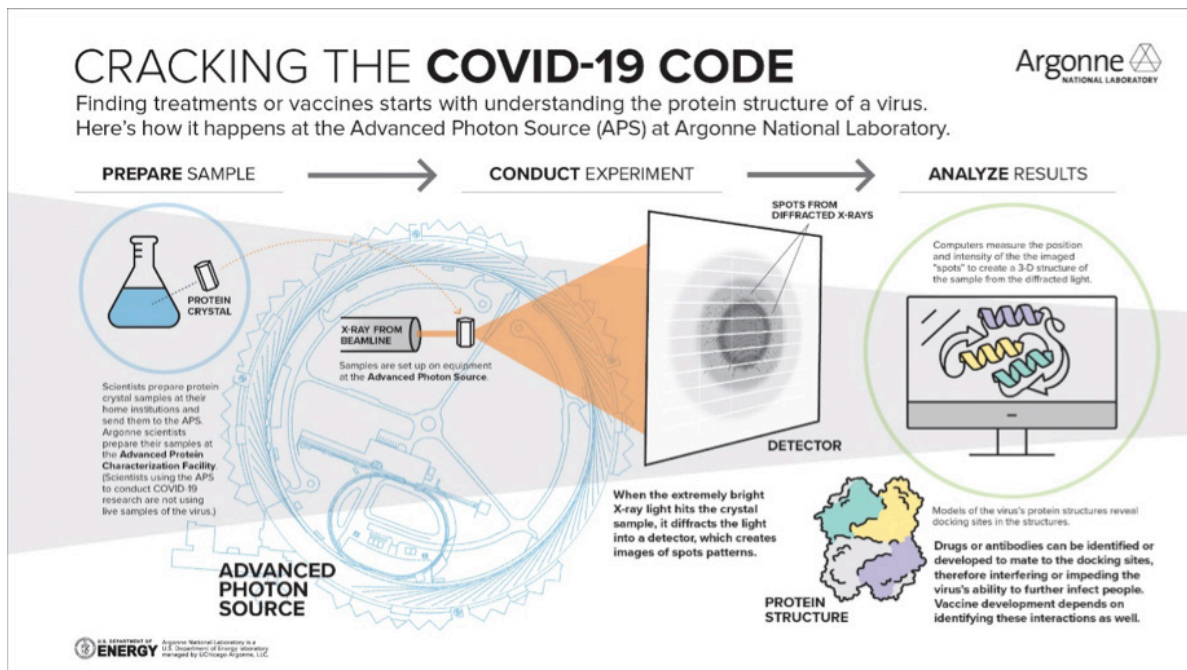 CRACKING THE COVID-19 CODE
Argonne
NATIONAL LABORATORY
Finding treatments or vaccines starts with understanding the protein structure of a virus.
Here's how it happens at the Advanced Photon Source (APS) at Argonne National Laboratory.
PREPARE SAMPLE
CONDUCT EXPERIMENT
ANALYZE RESULTS
PROTEIN
CRYSTAL
Scientists prepare protein
crystal samples at their
home institutions and
send them to the APS.
Argonne scientists
prepare their samples at
the Advanced Protein
Characterization Facility.
(Scientists using the APS
to conduct COVID-19
research are not using
live samples of the virus.)
X-RAY FROM
BEAMLINE
Samples are set up on equipment
at the Advanced Photon Source.
ADVANCED
PHOTON
SOURCE
SPOTS FROM
DIFFRACTED X-RAYS
DETECTOR
When the extremely bright
X-ray light hits the crystal
sample, it diffracts the light
into a detector, which creates
images of spots patterns.
Computers measure the position
and intensity of the the imaged
"spots" to create a 3-D structure of
the sample from the diffracted light.
PROTEIN
STRUCTURE
Models of the virus's protein structures reveal
docking sites in the structures.
Drugs or antibodies can be identified or
developed to mate to the docking sites,
therefore interfering or impeding the
virus's ability to further infect people.
Vaccine development depends on
identifying these interactions as well.
U.S. DEPARTMENT OF
ENERGY
Argonne National Laboratory is a
U.S. Department of Energy laboratory
managed by UChicago Argonne, LLC.